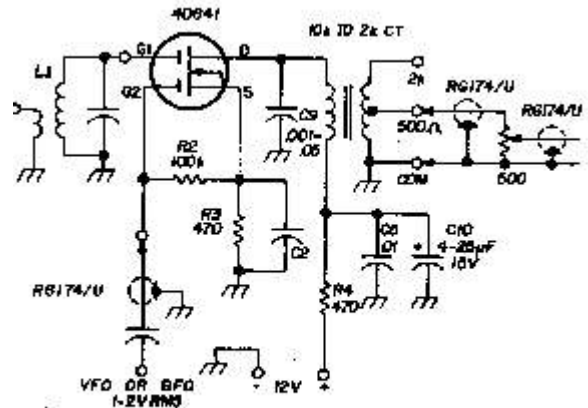 40841
10k TO 2k CT
G1
D
L1
G2
S
2k
RG174/U
RG174/U
C9
.001-
.05
500Ω
R2
100k
COM
500
R3
470
C2
C8
.01
C10
4-25µF
15V
RG174/U
R4
470
VFO OR BFO
1-2V RMS
- 12V +